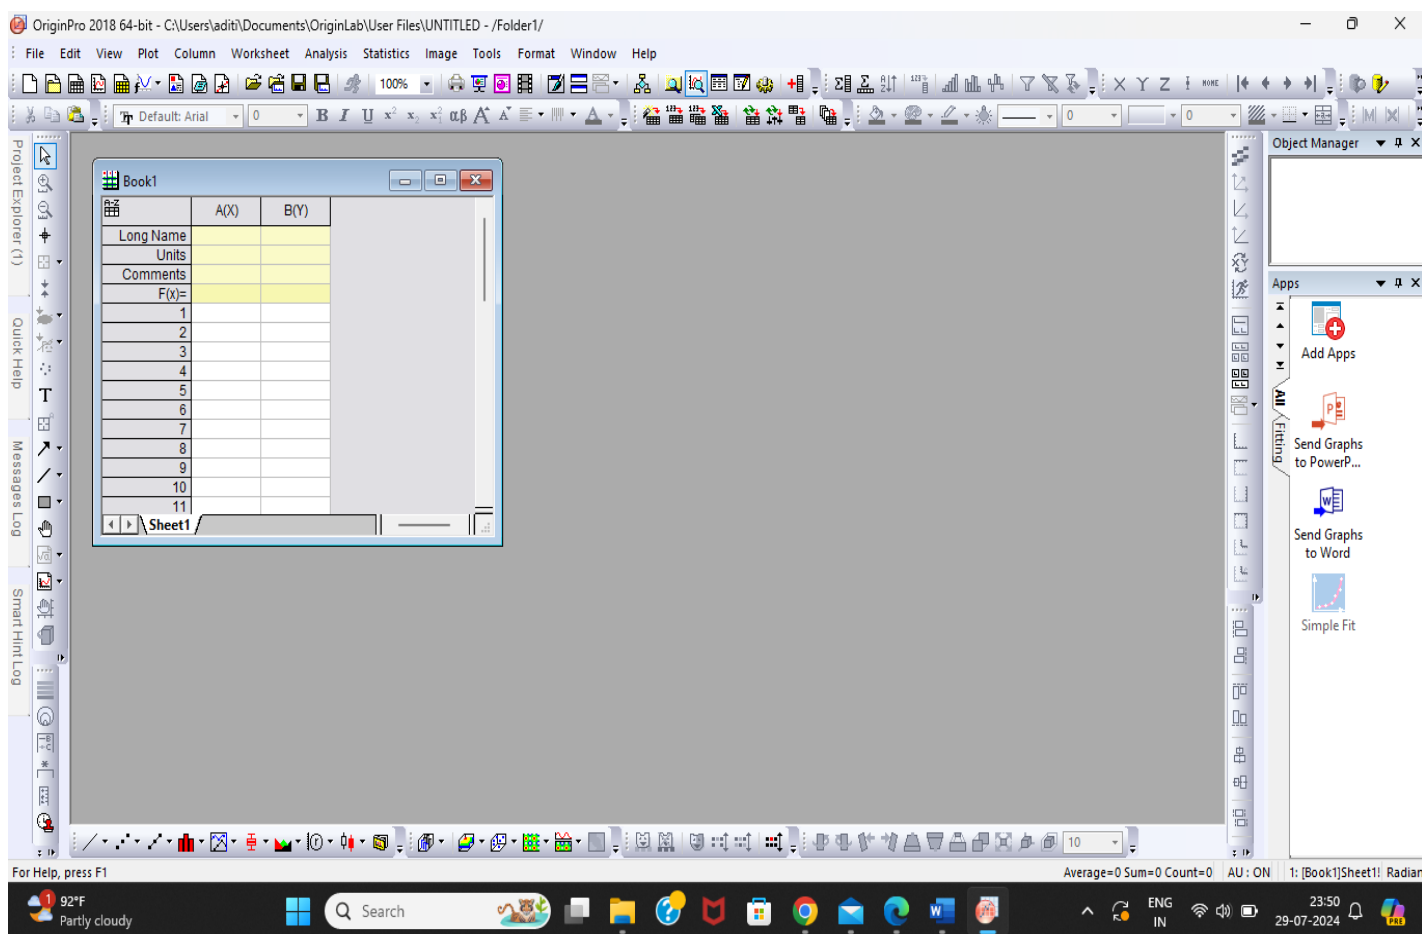 OriginPro 2018 64-bit - C:\Users\aditi\Documents\OriginLab\User Files\UNTITLED - /Folder1/
File Edit View Plot Column Worksheet Analysis Statistics Image Tools Format Window Help
100%
Default: Arial 0 B I U 0 0
Project Explorer (1)
Quick Help
Messages Log
Smart Hint Log
Book1
A(X) B(Y)
Long Name
Units
Comments
F(x)=
1
2
3
4
5
6
7
8
9
10
11
Sheet1
Object Manager
Apps
All
Fitting
Add Apps
Send Graphs
to PowerP...
Send Graphs
to Word
Simple Fit
10
For Help, press F1
Average=0 Sum=0 Count=0 AU : ON 1: [Book1]Sheet1! Radian
1
92°F
Partly cloudy
Search
ENG
IN
23:50
29-07-2024
PRE